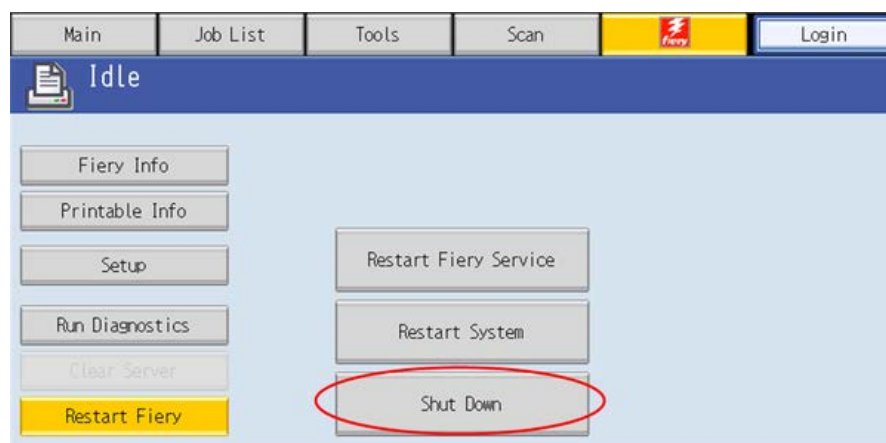 Main
Job List
Tools
Scan
fiery
Login
Idle
Fiery Info
Printable Info
Setup
Run Diagnostics
Clear Server
Restart Fiery
Restart Fiery Service
Restart System
Shut Down